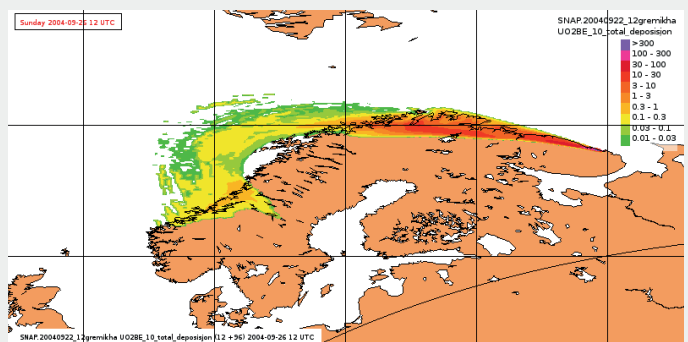 Sunday 2004-09-26 12 UTC
SNAP.20040922_12gremikha
UO2BE_10_total_deposisjon
>300
100 - 300
30 - 100
10 - 30
3 - 10
1 - 3
0.3 - 1
0.1 - 0.3
0.03 - 0.1
0.01 - 0.03
SNAP.20040922_12gremikha UO2BE_10_total_deposisjon (12 +96) 2004-09-26 12 UTC